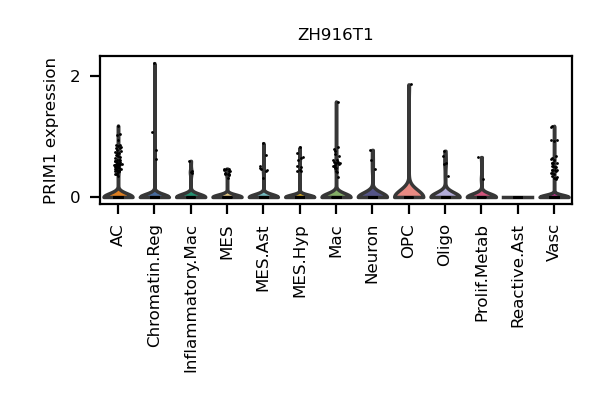 ZH916T1
PRIM1 expression
2
0
AC
Chromatin.Reg
Inflammatory.Mac
MES
MES.Ast
MES.Hyp
Mac
Neuron
OPC
Oligo
Prolif.Metab
Reactive.Ast
Vasc